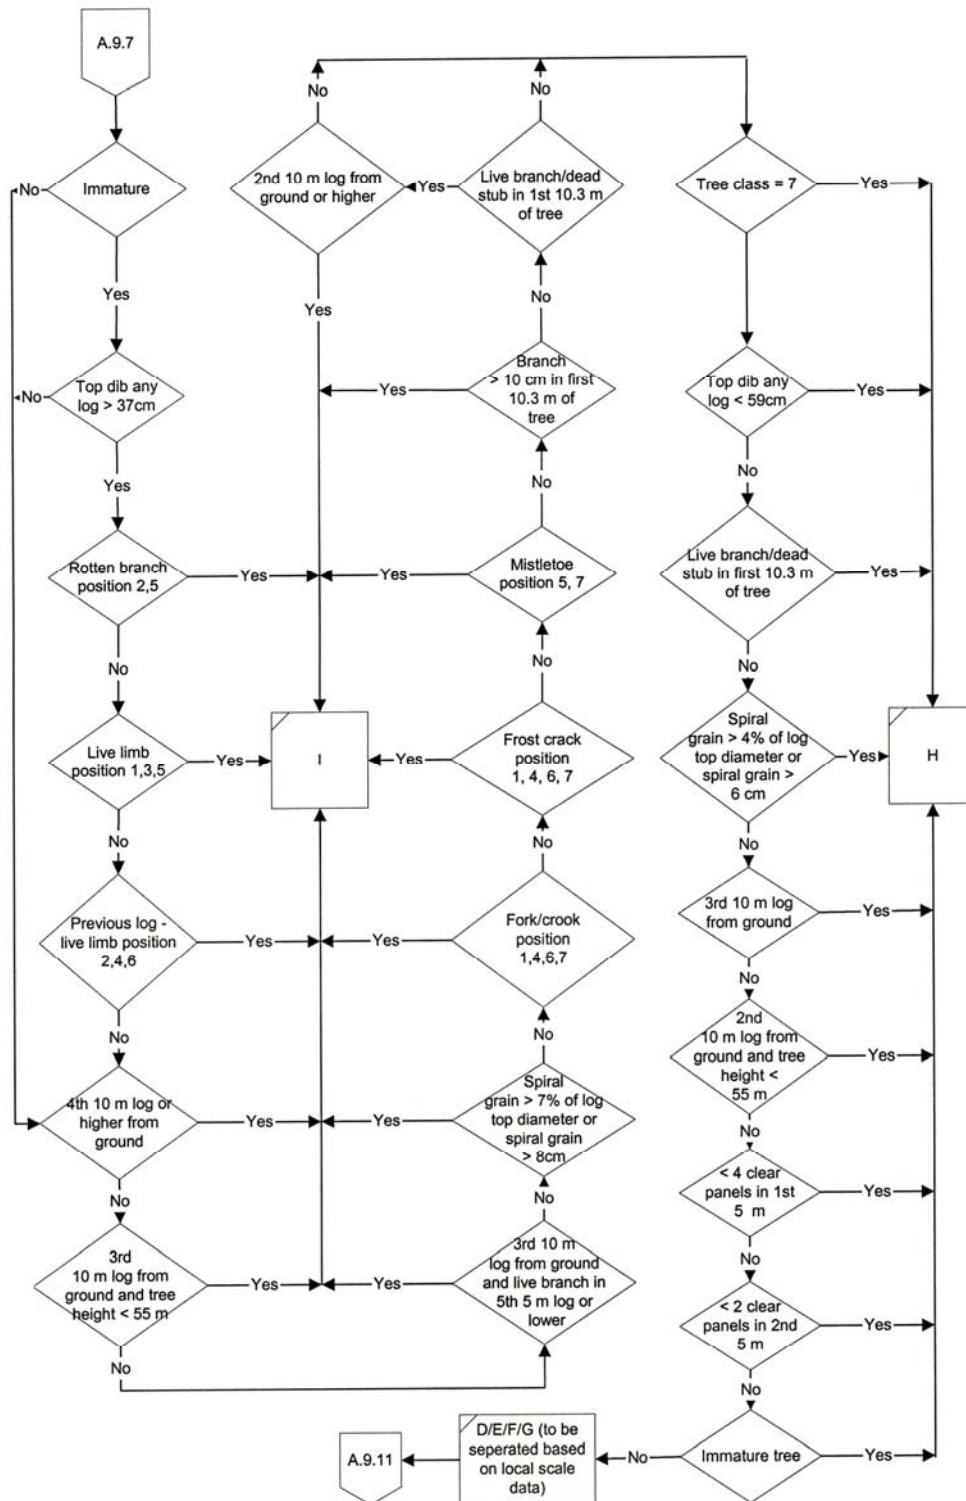 A.9.7
Immature
No
Yes
Top dib any
log > 37cm
No
Yes
Rotten branch
position 2,5
Yes
No
Live limb
position 1,3,5
Yes
No
Previous log -
live limb position
2,4,6
Yes
No
4th 10 m log or
higher from
ground
Yes
No
3rd
10 m log from
ground and tree
height < 55 m
Yes
No
3rd 10 m
log from ground
and live branch in
5th 5 m log or
lower
Yes
No
Spiral
grain > 7% of log
top diameter or
spiral grain
> 8cm
Yes
No
Fork/crook
position
1,4,6,7
Yes
No
Frost crack
position
1, 4, 6, 7
Yes
No
Mistletoe
position 5, 7
Yes
No
Branch
> 10 cm in first
10.3 m of
tree
Yes
No
Live branch/dead
stub in 1st 10.3 m
of tree
Yes
No
2nd 10 m log from
ground or higher
No
Yes
I
Tree class = 7
Yes
Top dib any
log < 59cm
Yes
No
Live branch/dead
stub in first 10.3 m
of tree
Yes
No
Spiral
grain > 4% of log
top diameter or
spiral grain >
6 cm
Yes
No
H
3rd 10 m log
from ground
Yes
No
2nd
10 m log from
ground and tree
height <
55 m
Yes
No
< 4 clear
panels in 1st
5 m
Yes
No
< 2 clear
panels in 2nd
5 m
Yes
No
Immature tree
Yes
No
D/E/F/G (to be
seperated based
on local scale
data)
A.9.11